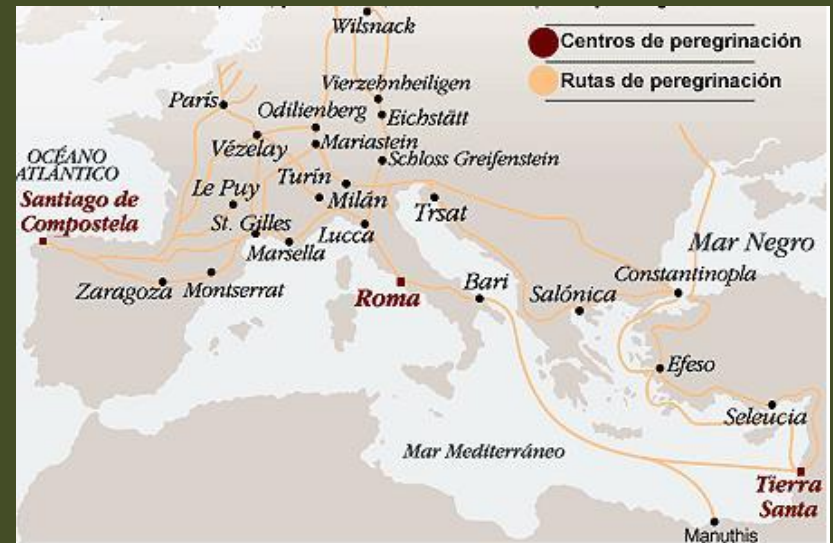 Wilsnack
Centros de peregrinación
Rutas de peregrinación
Vierzehnheiligen
París
Odilienberg
Eichstätt
Vézelay
Mariastein
Schloss Greifenstein
OCÉANO
ATLÁNTICO
Turín
Le Puy
Milán
Santiago de
Compostela
Trsat
St. Gilles
Lucca
Marsella
Mar Negro
Constantinopla
Zaragoza
Montserrat
Roma
Bari
Salónica
Efeso
Seleucia
Mar Mediterráneo
Tierra
Santa
Manuthis